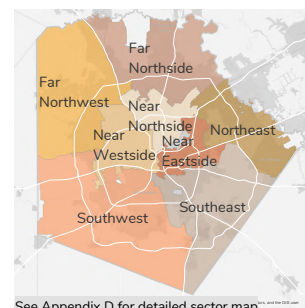 Far
Northside
Far
Northwest
Near
Northside
Near
Westside
Near
Eastside
Northeast
Southeast
Southwest
See Appendix D for detailed sector map